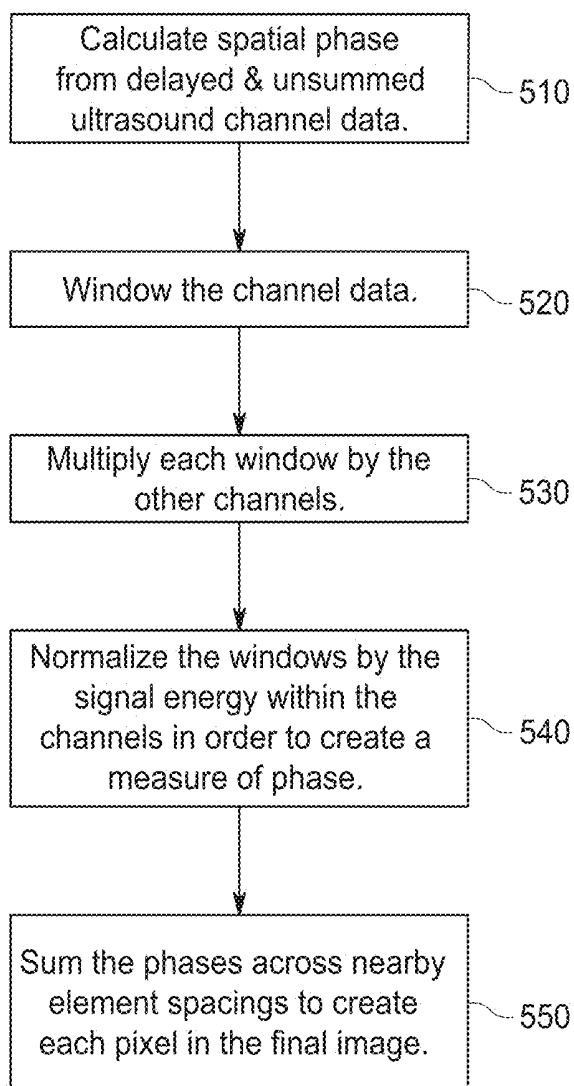 Calculate spatial phase
from delayed & unsummed
ultrasound channel data.
510
Window the channel data.
520
Multiply each window by the
other channels.
530
Normalize the windows by the
signal energy within the
channels in order to create a
measure of phase.
540
Sum the phases across nearby
element spacings to create
each pixel in the final image.
550